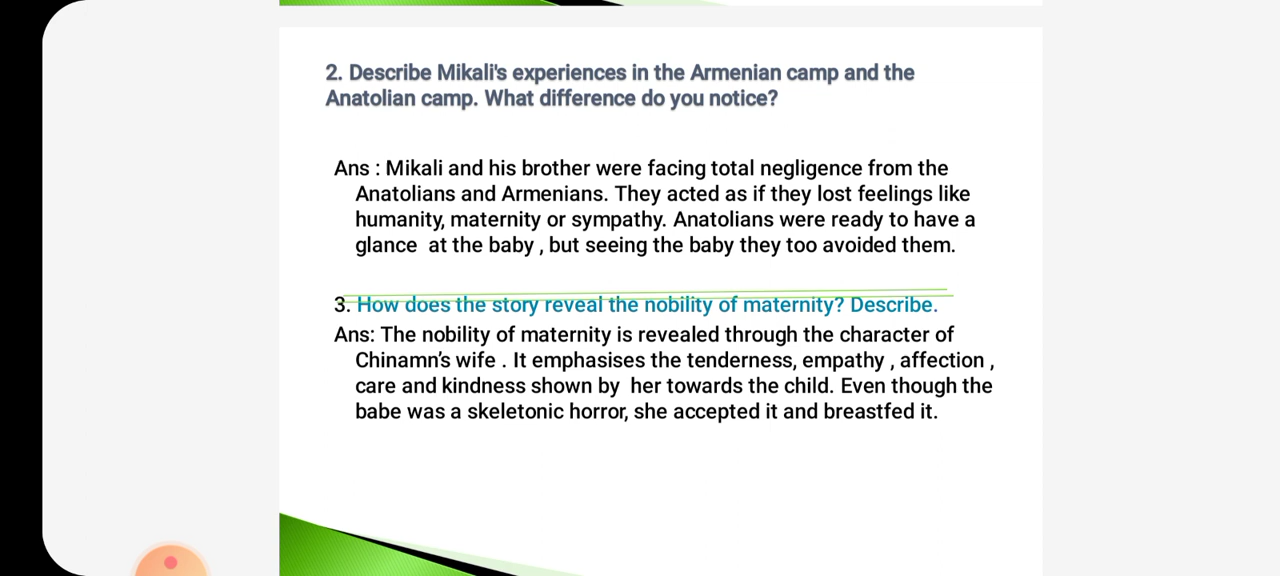 2. Describe Mikali's experiences in the Armenian camp and the
Anatolian camp. What difference do you notice?
Ans : Mikali and his brother were facing total negligence from the
Anatolians and Armenians. They acted as if they lost feelings like
humanity, maternity or sympathy. Anatolians were ready to have a
glance at the baby , but seeing the baby they too avoided them.
3. How does the story reveal the nobility of maternity? Describe.
Ans: The nobility of maternity is revealed through the character of
Chinamn's wife . It emphasises the tenderness, empathy , affection ,
care and kindness shown by her towards the child. Even though the
babe was a skeletonic horror, she accepted it and breastfed it.